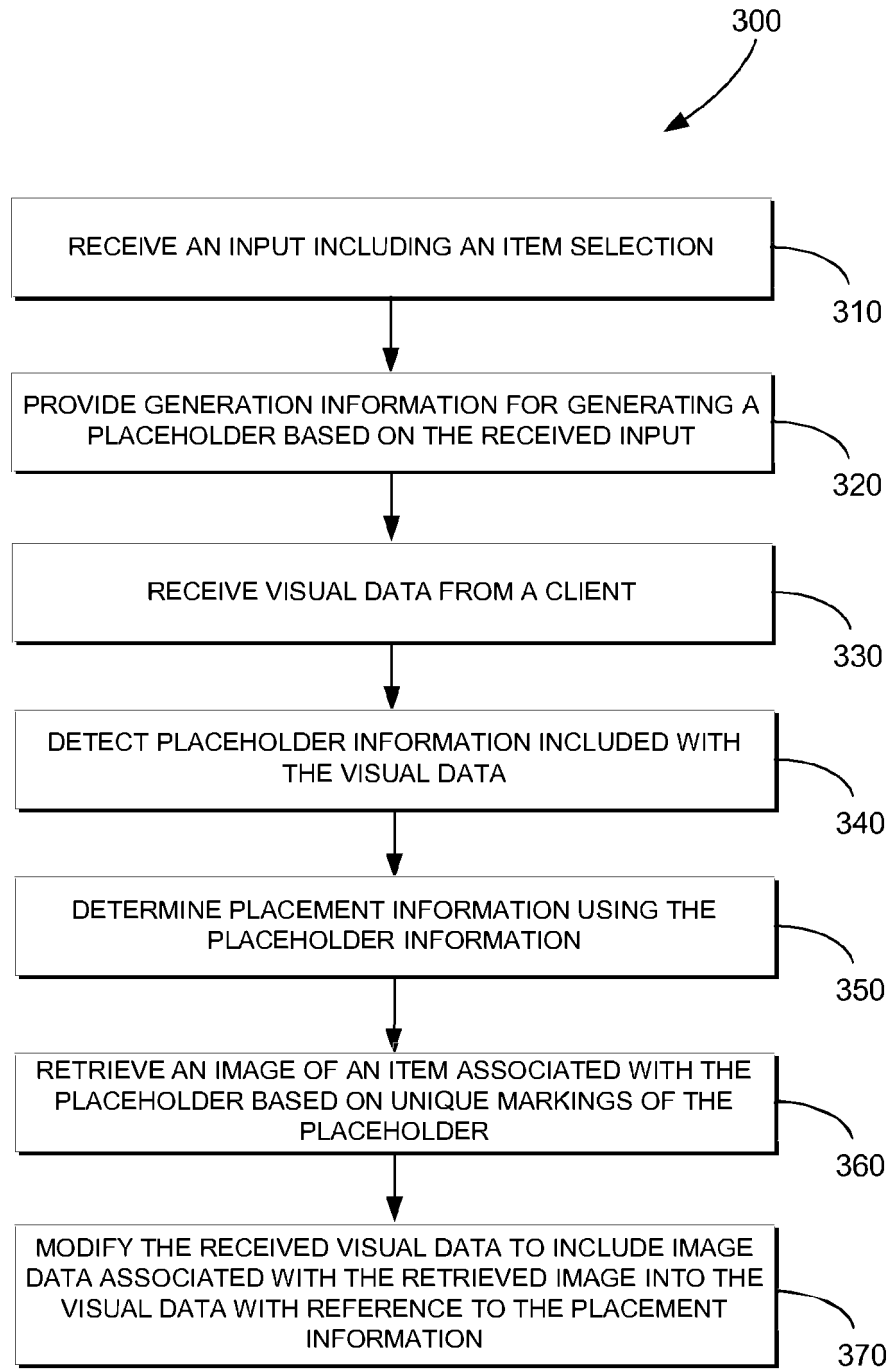 300
RECEIVE AN INPUT INCLUDING AN ITEM SELECTION
310
PROVIDE GENERATION INFORMATION FOR GENERATING A
PLACEHOLDER BASED ON THE RECEIVED INPUT
320
RECEIVE VISUAL DATA FROM A CLIENT
330
DETECT PLACEHOLDER INFORMATION INCLUDED WITH
THE VISUAL DATA
340
DETERMINE PLACEMENT INFORMATION USING THE
PLACEHOLDER INFORMATION
350
RETRIEVE AN IMAGE OF AN ITEM ASSOCIATED WITH THE
PLACEHOLDER BASED ON UNIQUE MARKINGS OF THE
PLACEHOLDER
360
MODIFY THE RECEIVED VISUAL DATA TO INCLUDE IMAGE
DATA ASSOCIATED WITH THE RETRIEVED IMAGE INTO THE
VISUAL DATA WITH REFERENCE TO THE PLACEMENT
INFORMATION
370